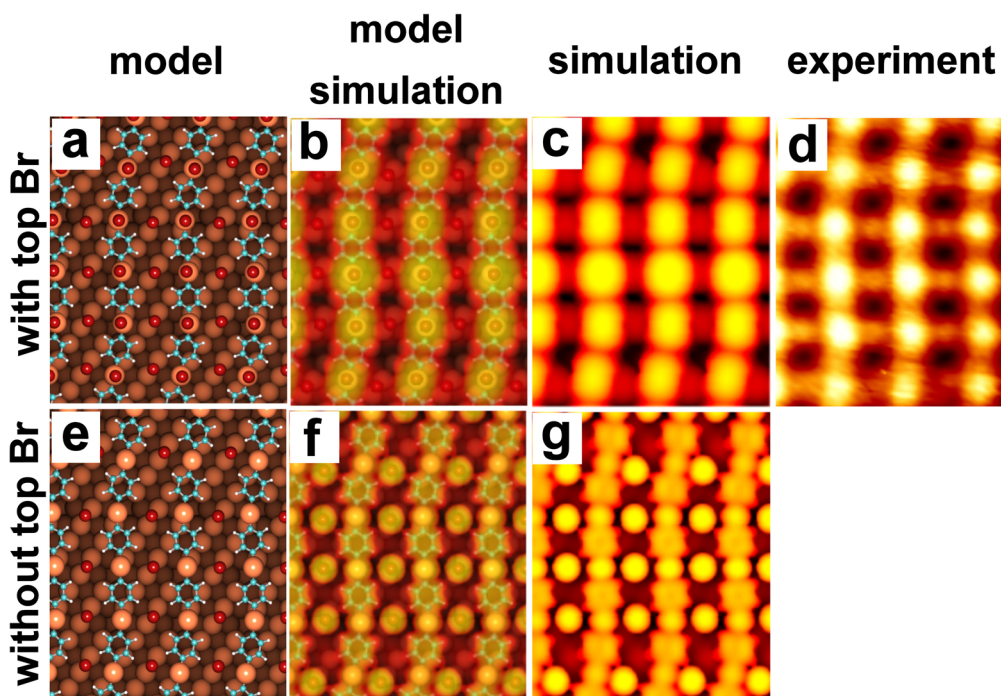 model
model
simulation
simulation
experiment
with top Br
a
b
c
d
without top Br
e
f
g